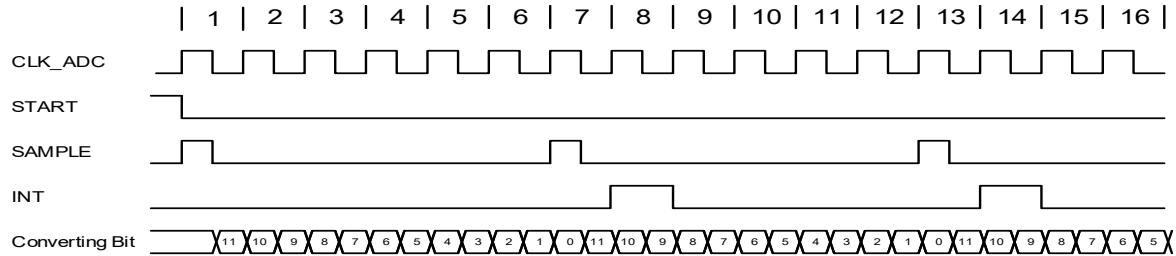 | 1 | 2 | 3 | 4 | 5 | 6 | 7 | 8 | 9 | 10 | 11 | 12 | 13 | 14 | 15 | 16 |
CLK_ADC
START
SAMPLE
INT
Converting Bit 11 10 9 8 7 6 5 4 3 2 1 0 11 10 9 8 7 6 5 4 3 2 1 0 11 10 9 8 7 6 5